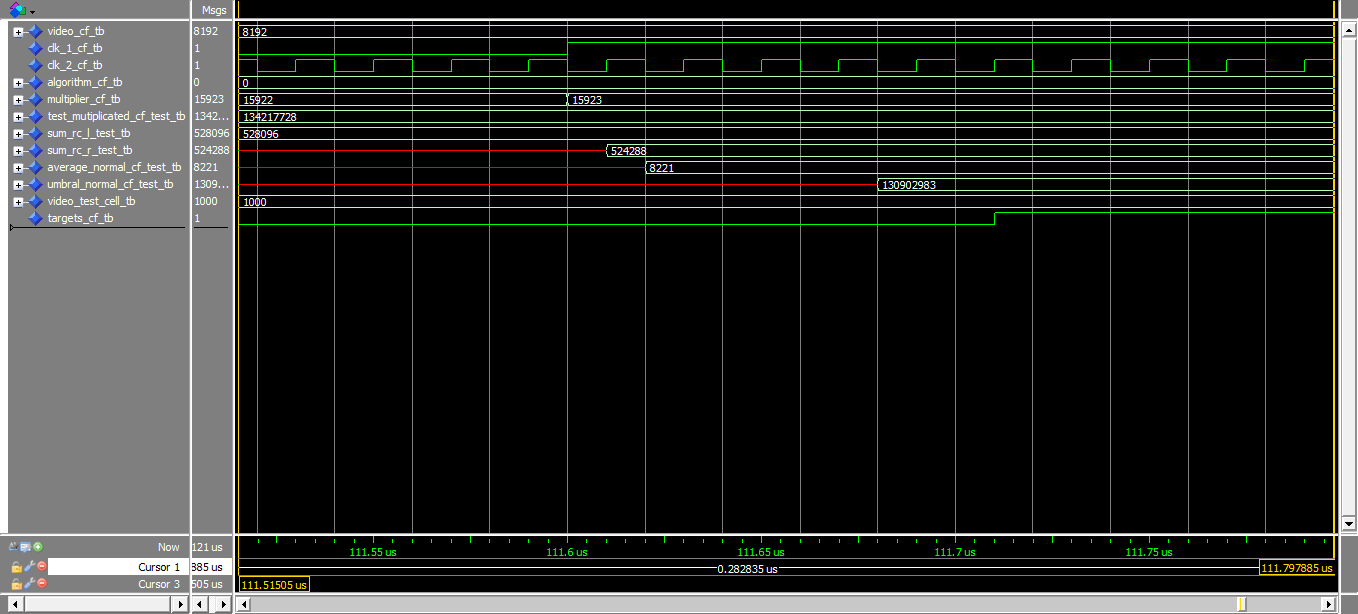 Msgs
video_cf_tb 8192 8192
clk_1_cf_tb 1
clk_2_cf_tb 1
algorithm_cf_tb 0 0
multiplier_cf_tb 15923 15922 15923
test_mutiplicated_cf_test_tb 1342... 134217728
sum_rc_l_test_tb 528096 528096
sum_rc_r_test_tb 524288 524288
average_normal_cf_test_tb 8221 8221
umbral_normal_cf_test_tb 1309... 130902983
video_test_cell_tb 1000 1000
targets_cf_tb 1
Now 121 us 111.55 us 111.6 us 111.65 us 111.7 us 111.75 us
Cursor 1 885 us 0.282835 us 111.797885 us
Cursor 3 505 us 111.51505 us